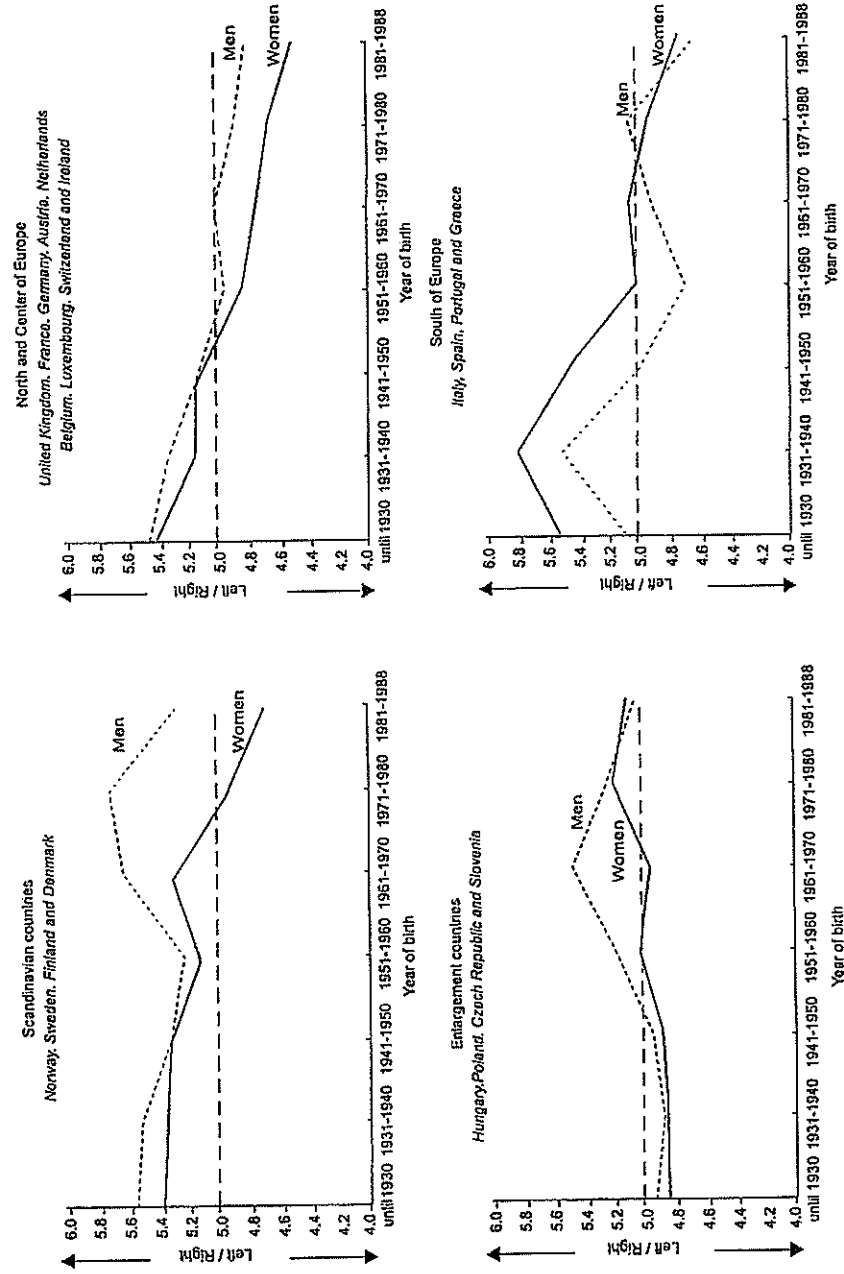 Scandinavian countries
Norway, Sweden, Finland and Denmark
6.0
5.8
5.6
5.4
5.2
5.0
4.8
4.6
4.4
4.2
4.0
Left / Right
Men
Women
until 1930 1931-1940 1941-1950 1951-1960 1961-1970 1971-1980 1981-1988
Year of birth
North and Center of Europe
United Kingdom, France, Germany, Austria, Netherlands
Belgium, Luxembourg, Switzerland and Ireland
6.0
5.8
5.6
5.4
5.2
5.0
4.8
4.6
4.4
4.2
4.0
Left / Right
Men
Women
until 1930 1931-1940 1941-1950 1951-1960 1961-1970 1971-1980 1981-1988
Year of birth
Enlargement countries
Hungary,Poland, Czech Republic and Slovenia
6.0
5.8
5.6
5.4
5.2
5.0
4.8
4.6
4.4
4.2
4.0
Left / Right
Men
Women
until 1930 1931-1940 1941-1950 1951-1960 1961-1970 1971-1980 1981-1988
Year of birth
South of Europe
Italy, Spain, Portugal and Greece
6.0
5.8
5.6
5.4
5.2
5.0
4.8
4.6
4.4
4.2
4.0
Left / Right
Men
Women
until 1930 1931-1940 1941-1950 1951-1960 1961-1970 1971-1980 1981-1988
Year of birth